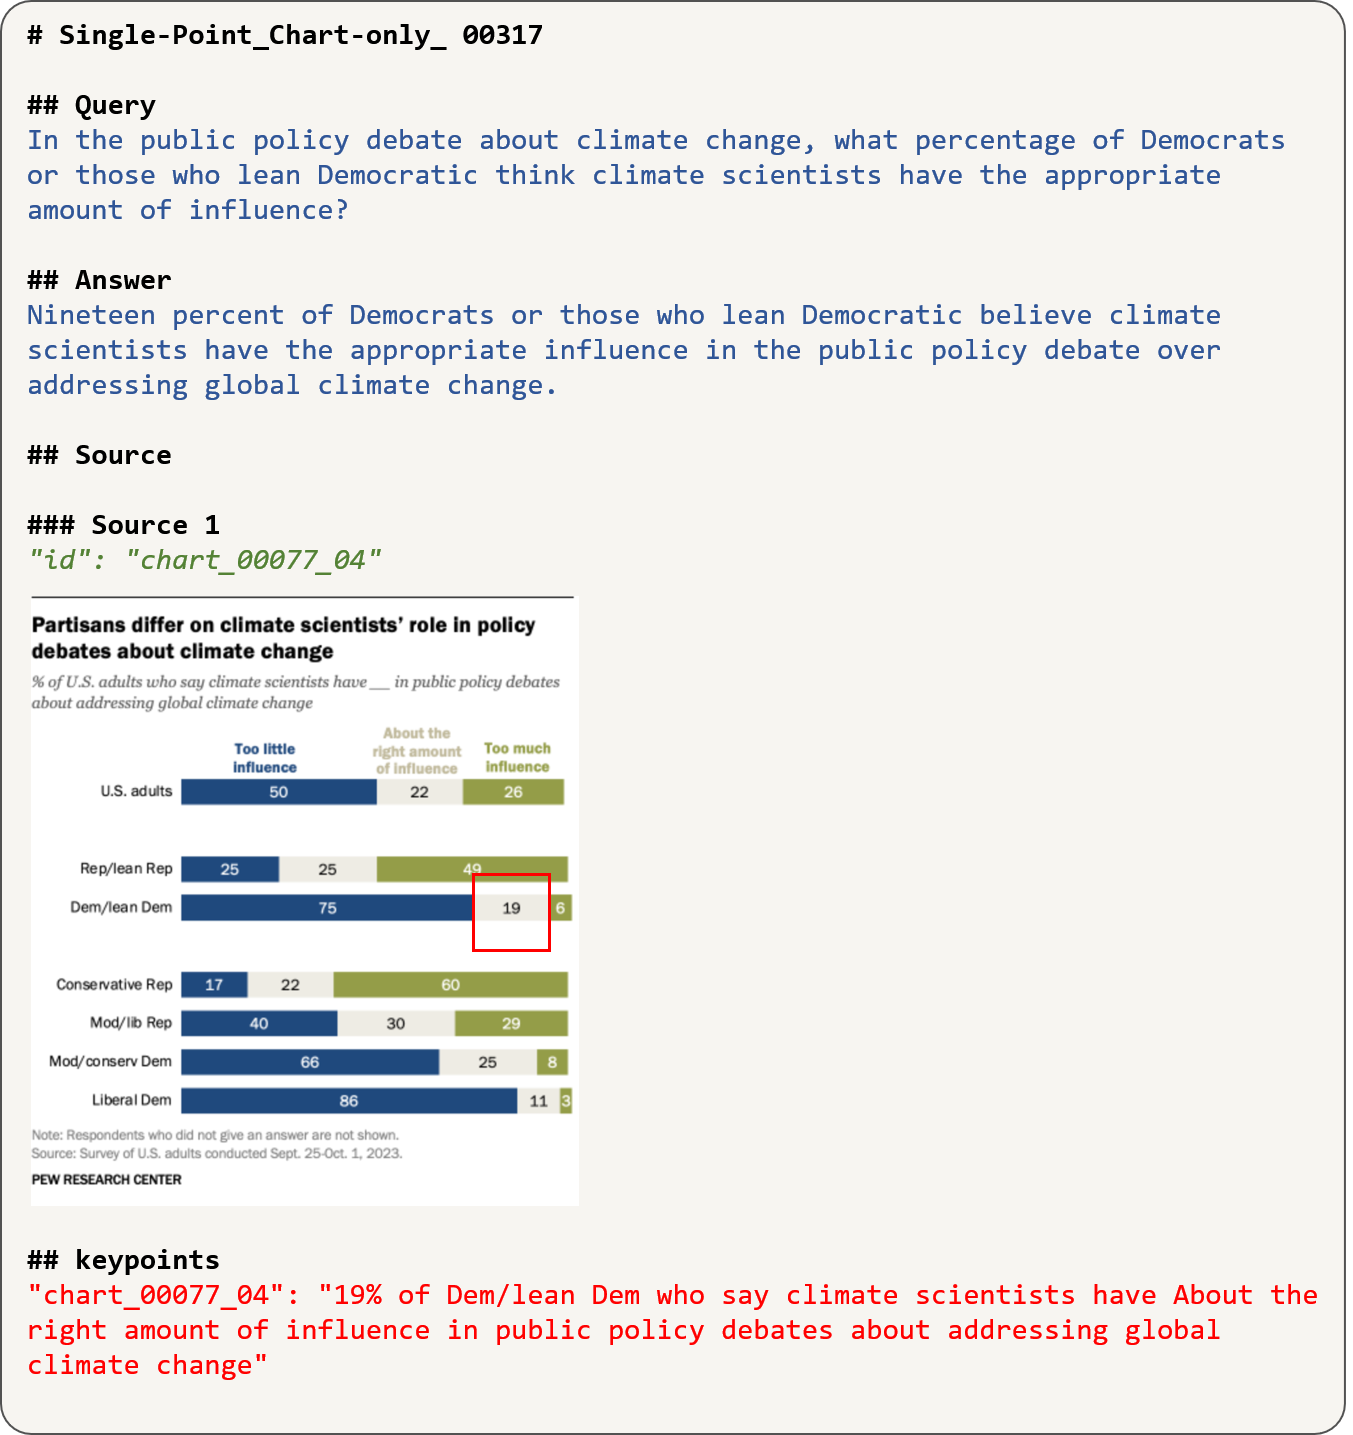 # Single-Point_Chart-only_ 00317
## Query
In the public policy debate about climate change, what percentage of Democrats
or those who lean Democratic think climate scientists have the appropriate
amount of influence?
## Answer
Nineteen percent of Democrats or those who lean Democratic believe climate
scientists have the appropriate influence in the public policy debate over
addressing global climate change.
## Source
### Source 1
"id": "chart_00077_04"
Partisans differ on climate scientists' role in policy
debates about climate change
% of U.S. adults who say climate scientists have ___ in public policy debates
about addressing global climate change
Too little
influence
About the
right amount
of influence
Too much
influence
U.S. adults 50 22 26
Rep/lean Rep 25 25 49
Dem/lean Dem 75 19 6
Conservative Rep 17 22 60
Mod/lib Rep 40 30 29
Mod/conserv Dem 66 25 8
Liberal Dem 86 11 3
Note: Respondents who did not give an answer are not shown.
Source: Survey of U.S. adults conducted Sept. 25-Oct. 1, 2023.
PEW RESEARCH CENTER
## keypoints
"chart_00077_04": "19% of Dem/lean Dem who say climate scientists have About the
right amount of influence in public policy debates about addressing global
climate change"